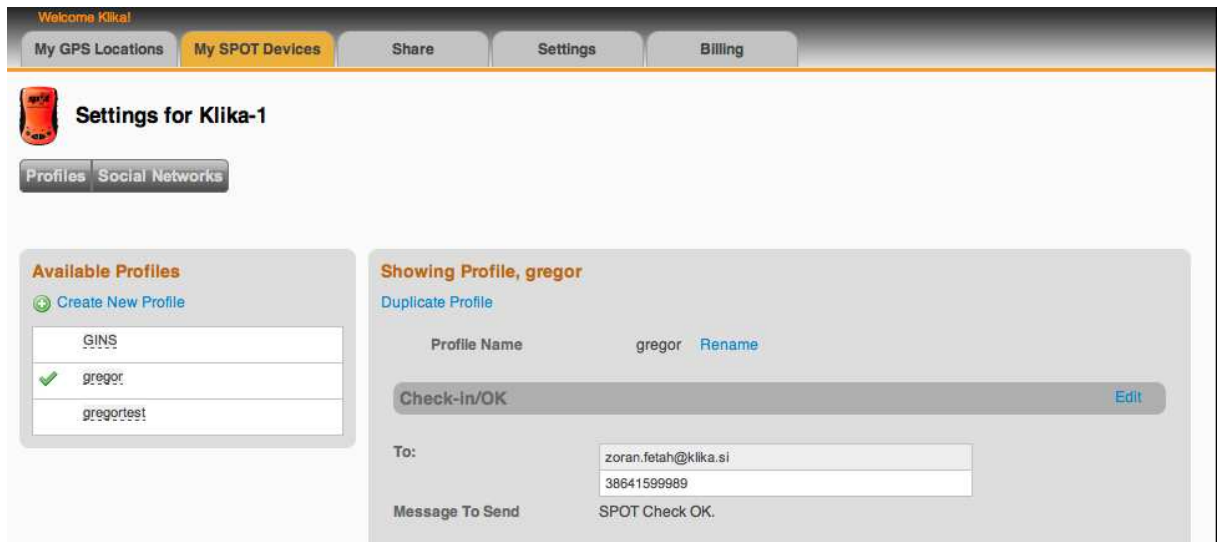 Welcome Klika!
My GPS Locations My SPOT Devices Share Settings Billing
Settings for Klika-1
Profiles Social Networks
Available Profiles
Create New Profile
GINS
gregor
gregortest
Showing Profile, gregor
Duplicate Profile
Profile Name gregor Rename
Check-in/OK Edit
To: zoran.fetah@klika.si
38641599989
Message To Send SPOT Check OK.